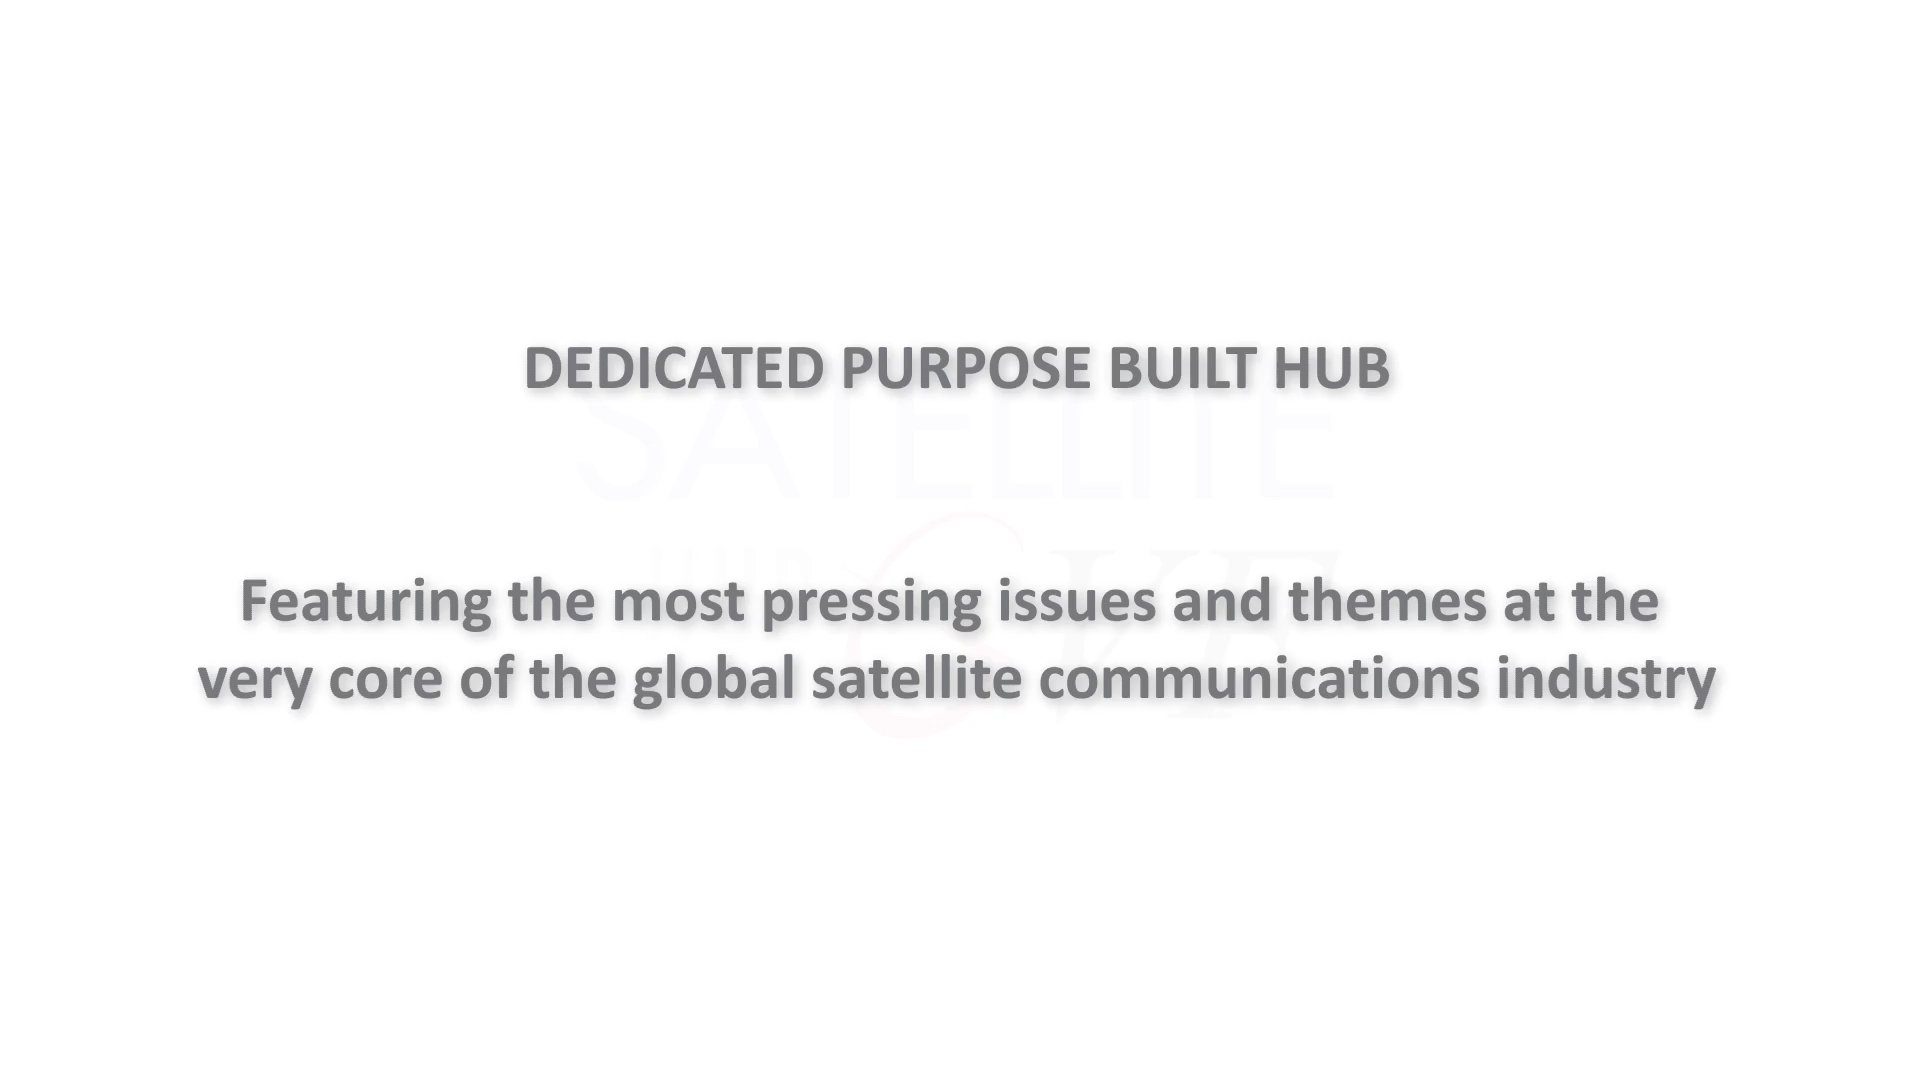 DEDICATED PURPOSE BUILT HUB
SATELLITE
Featuring the most pressing issues and themes at the
very core of the global satellite communications industry